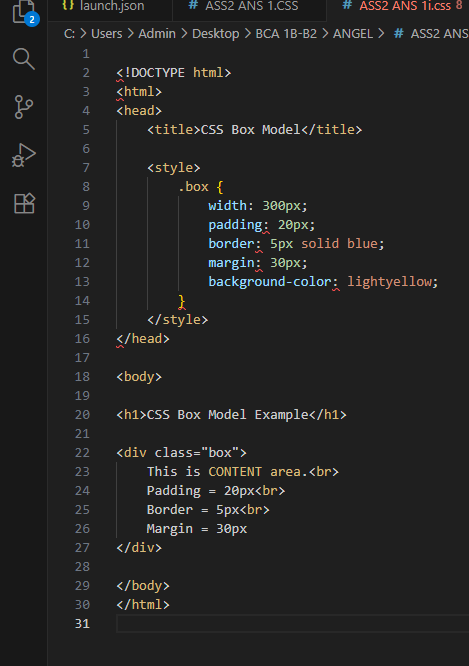 {} launch.json # ASS2 ANS 1.CSS # ASS2 ANS 1i.css 8
2 C: > Users > Admin > Desktop > BCA 1B-B2 > ANGEL > # ASS2 ANS
1
2 <!DOCTYPE html>
3 <html>
4 <head>
5 <title>CSS Box Model</title>
6
7 <style>
8 .box {
9 width: 300px;
10 padding: 20px;
11 border: 5px solid blue;
12 margin: 30px;
13 background-color: lightyellow;
14 }
15 </style>
16 </head>
17
18 <body>
19
20 <h1>CSS Box Model Example</h1>
21
22 <div class="box">
23 This is CONTENT area.<br>
24 Padding = 20px<br>
25 Border = 5px<br>
26 Margin = 30px
27 </div>
28
29 </body>
30 </html>
31